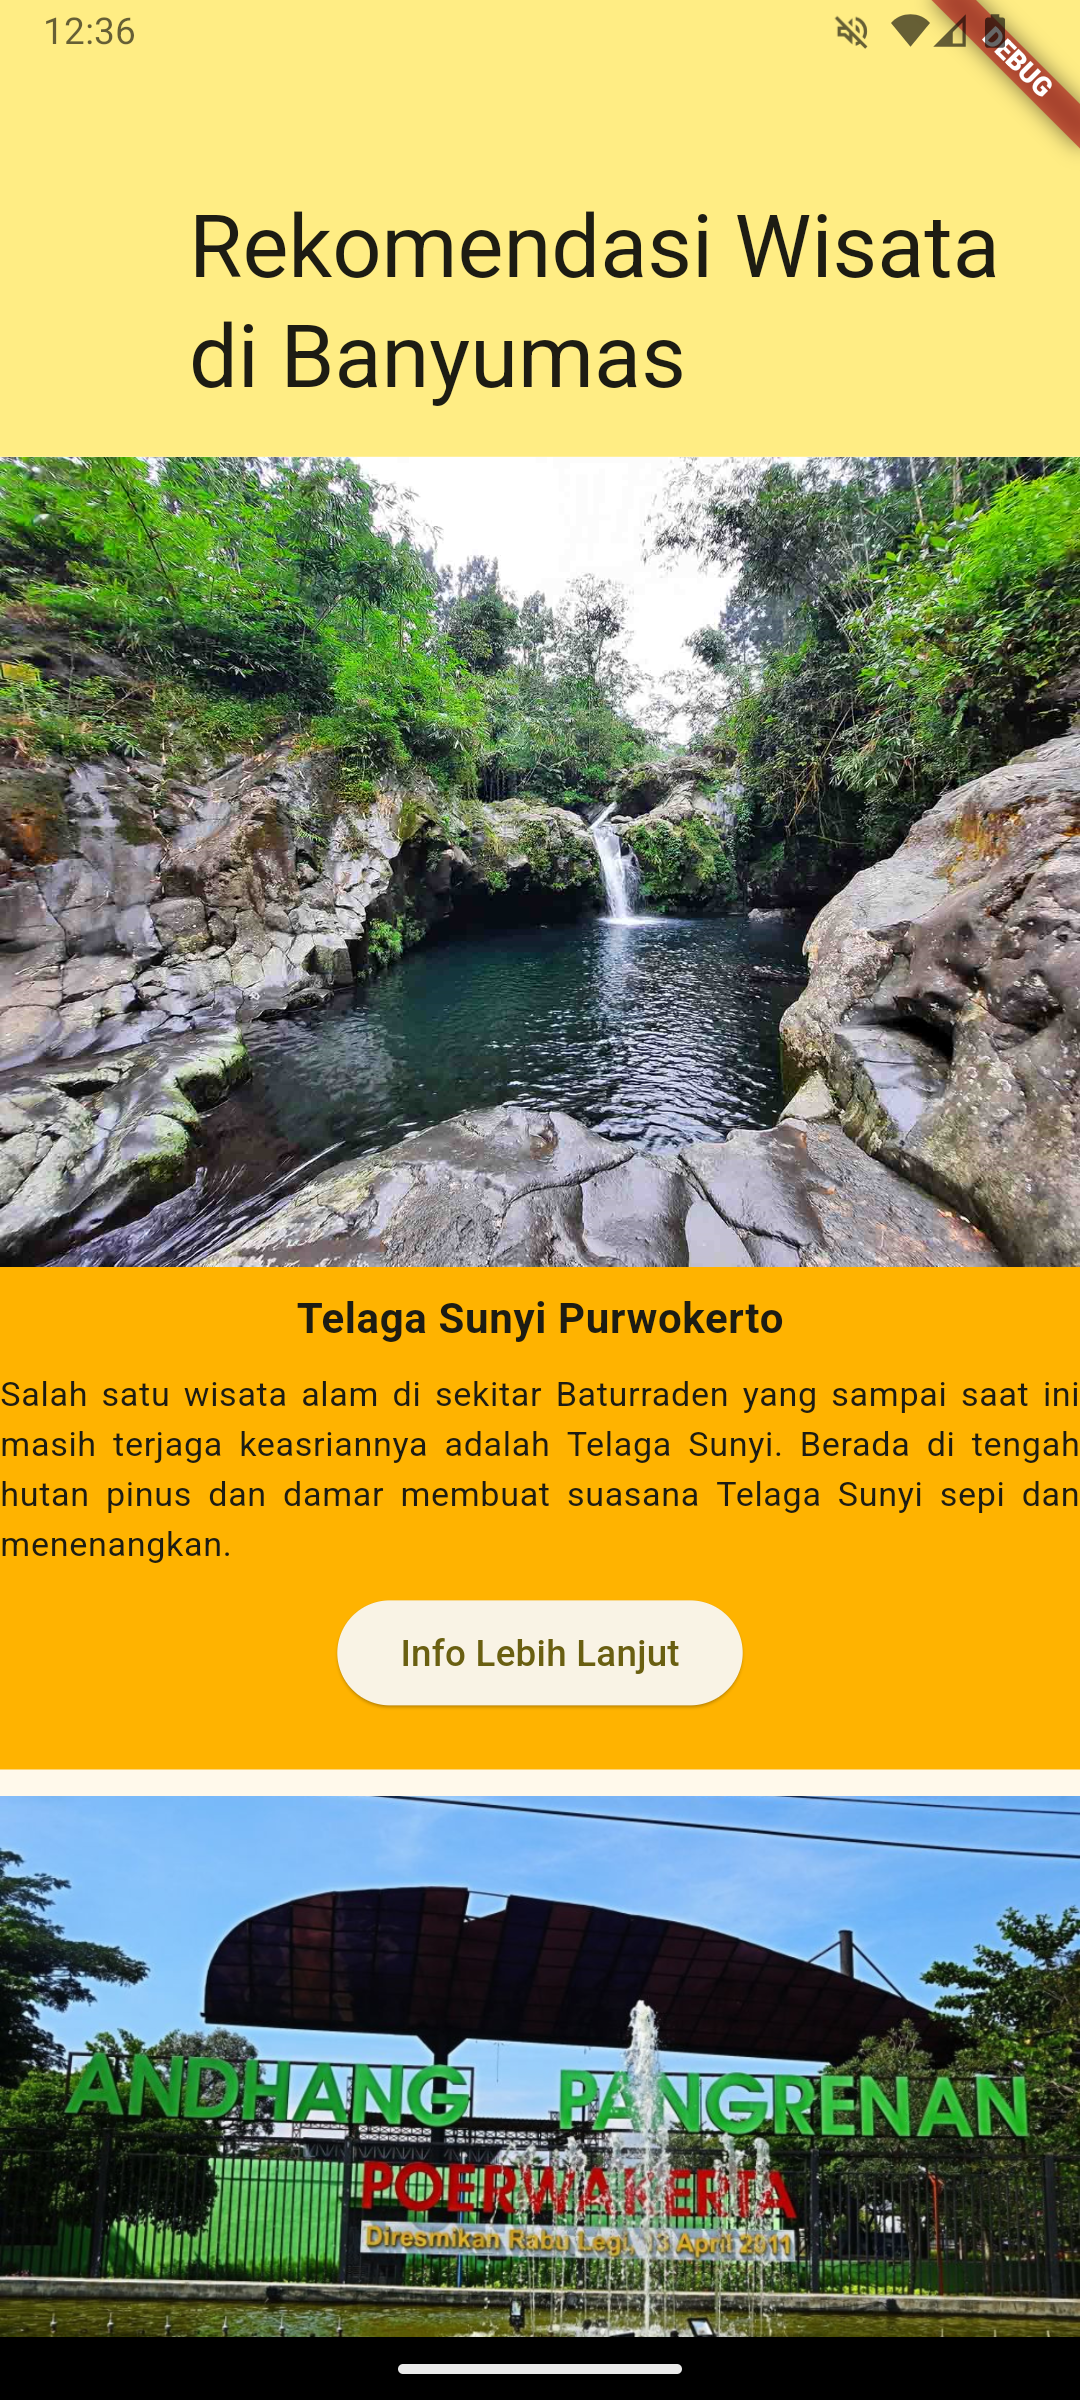 12:36
DEBUG
Rekomendasi Wisata
di Banyumas
Telaga Sunyi Purwokerto
Salah satu wisata alam di sekitar Baturraden yang sampai saat ini
masih terjaga keasriannya adalah Telaga Sunyi. Berada di tengah
hutan pinus dan damar membuat suasana Telaga Sunyi sepi dan
menenangkan.
Info Lebih Lanjut
ANDHANG PANGRENAN
POERWAKERTA
Diresmikan Rabu Legi, 13 April 2011